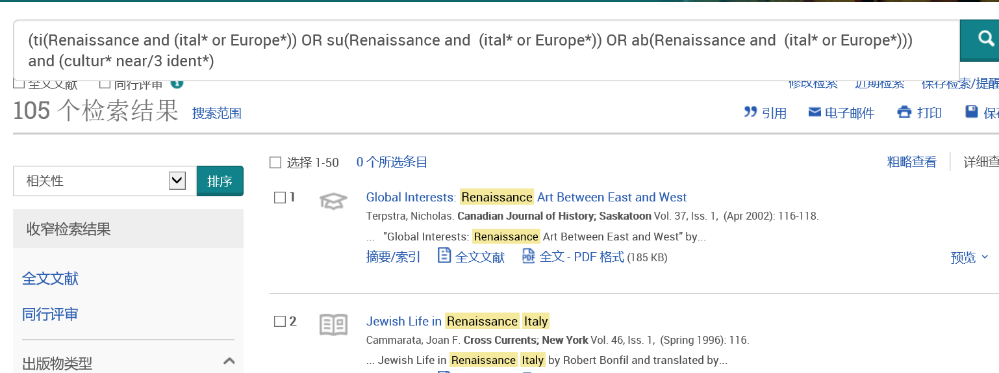 (ti(Renaissance and (ital* or Europe*)) OR su(Renaissance and  (ital* or Europe*)) OR ab(Renaissance and  (ital* or Europe*)))
and (cultur* near/3 ident*)
全文文献 同行评审
修改检索 近期检索 保存检索/提醒
105 个检索结果 搜索范围
引用 电子邮件 打印 保存
选择 1-50 0 个所选条目 粗略查看 详细查
相关性 排序
收窄检索结果
全文文献
同行评审
出版物类型
1 Global Interests: Renaissance Art Between East and West
Terpstra, Nicholas. Canadian Journal of History; Saskatoon Vol. 37, Iss. 1,  (Apr 2002): 116-118.
...   "Global Interests: Renaissance Art Between East and West" by...
摘要/索引 全文文献 PDF 全文 - PDF 格式 (185 KB) 预览
2 Jewish Life in Renaissance Italy
Cammarata, Joan F. Cross Currents; New York Vol. 46, Iss. 1,  (Spring 1996): 116.
... Jewish Life in Renaissance Italy by Robert Bonfil and translated by...